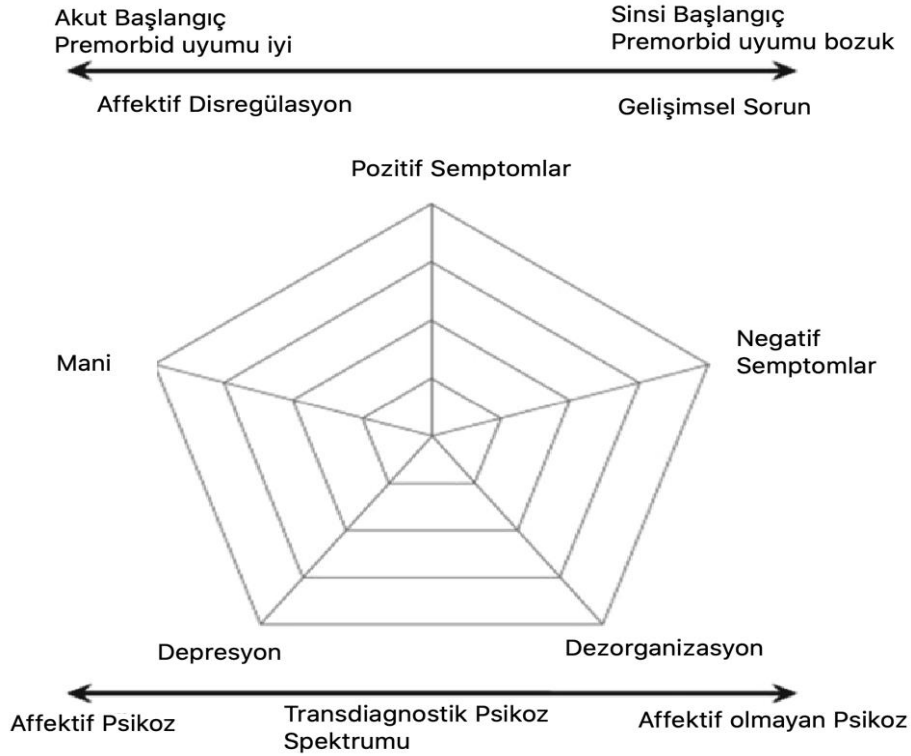 Akut Başlangıç
Premorbid uyumu iyi
Sinsi Başlangıç
Premorbid uyumu bozuk
Affektif Disregülasyon
Gelişimsel Sorun
Pozitif Semptomlar
Mani
Negatif
Semptomlar
Depresyon
Dezorganizasyon
Affektif Psikoz
Transdiagnostik Psikoz
Spektrumu
Affektif olmayan Psikoz